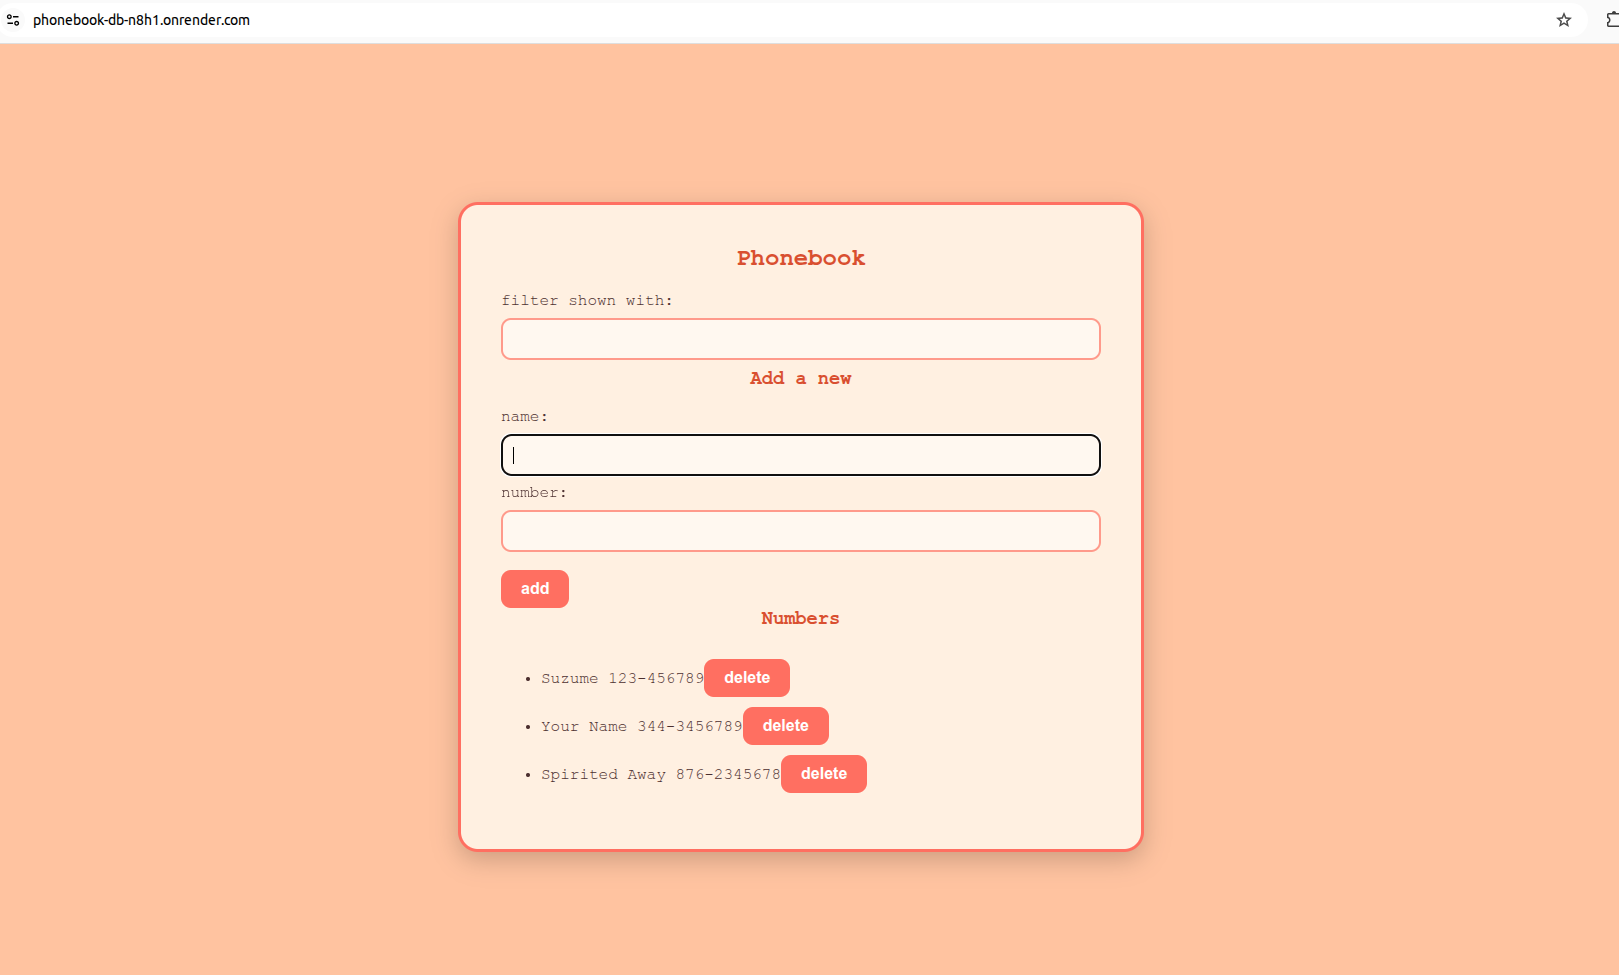 phonebook-db-n8h1.onrender.com
Phonebook
filter shown with:
Add a new
name:
number:
add
Numbers
Suzume 123-456789 delete
Your Name 344-3456789 delete
Spirited Away 876-2345678 delete